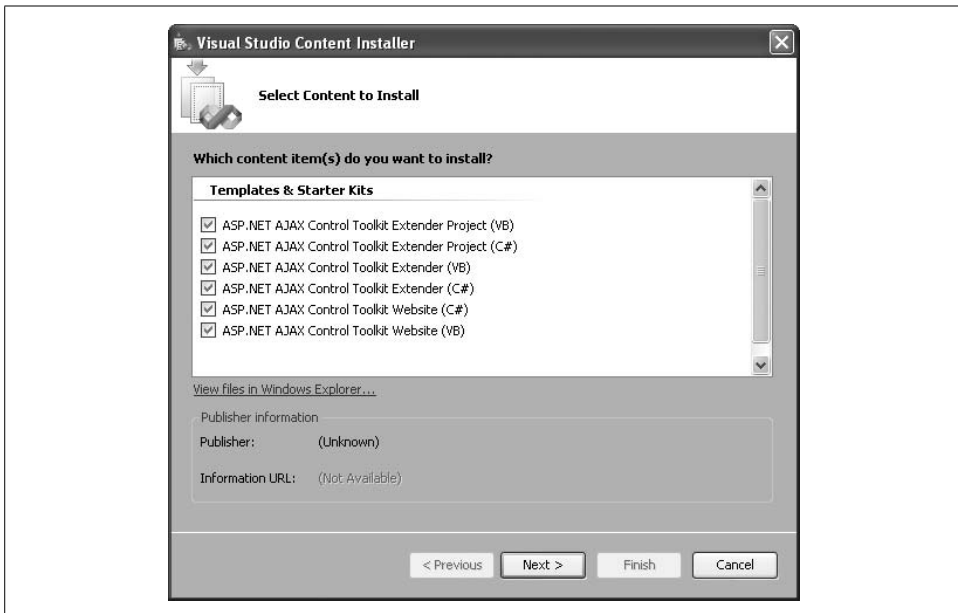 Visual Studio Content Installer
Select Content to Install
Which content item(s) do you want to install?
Templates & Starter Kits
ASP.NET AJAX Control Toolkit Extender Project (VB)
ASP.NET AJAX Control Toolkit Extender Project (C#)
ASP.NET AJAX Control Toolkit Extender (VB)
ASP.NET AJAX Control Toolkit Extender (C#)
ASP.NET AJAX Control Toolkit Website (C#)
ASP.NET AJAX Control Toolkit Website (VB)
View files in Windows Explorer...
Publisher information
Publisher: (Unknown)
Information URL: (Not Available)
< Previous Next > Finish Cancel